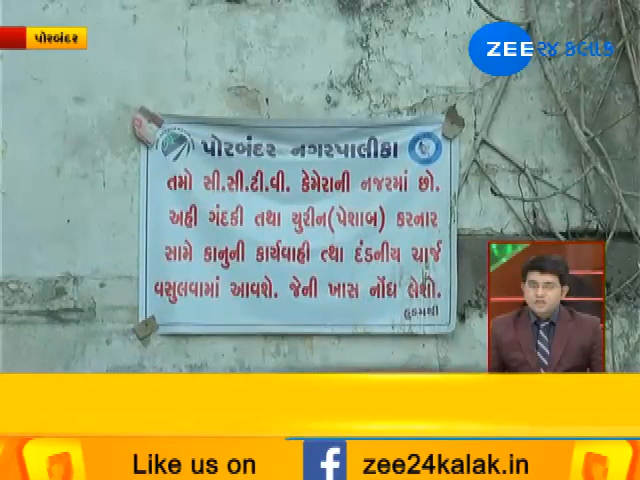 પોરબંદર
ZEE ૨૪ કલાક
પોરબંદર નગરપાલીકા
તમો સી.સી.ટી.વી. કેમેરાની નજરમાં છો.
અહી ગંદકી તથા યુરીન(પેશાબ) કરનાર
સામે કાનુની કાર્યવાહી ત્થા દંડનીય ચાર્જ
વસુલવામાં આવશે. જેની ખાસ નોંધ લેશો.
હુકમથી
Like us on f zee24kalak.in